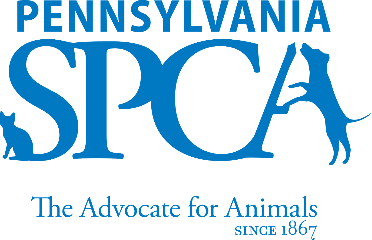 PENNSYLVANIA
SPCA
The Advocate for Animals
SINCE 1867